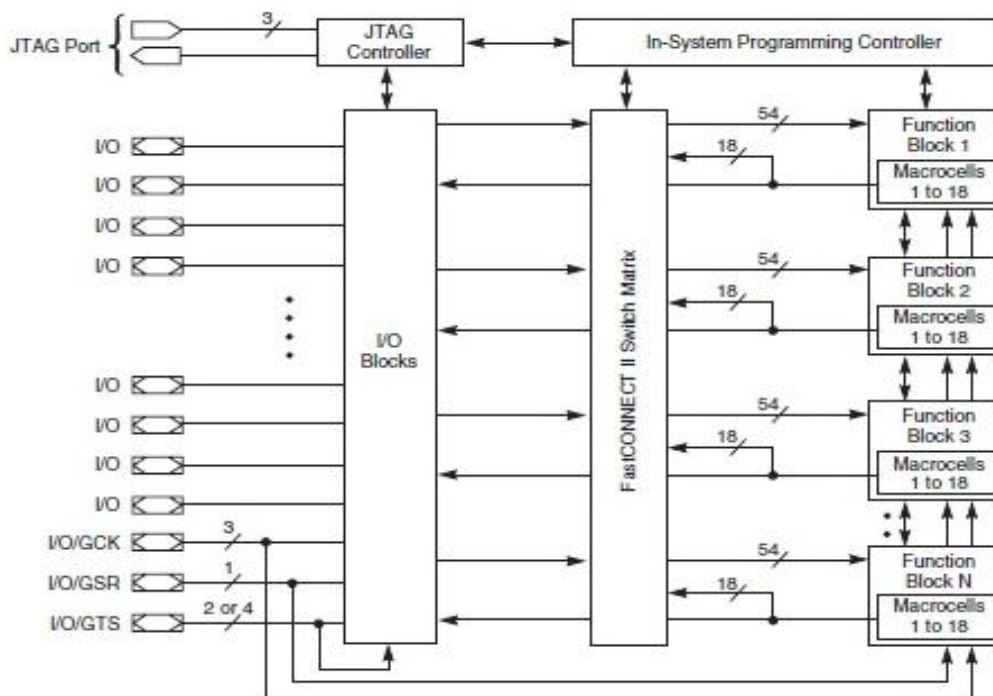 JTAG Port
3
JTAG
Controller
In-System Programming Controller
I/O
I/O
I/O
I/O
I/O
I/O
I/O
I/O
I/O/GCK
3
I/O/GSR
1
I/O/GTS
2 or 4
I/O
Blocks
FastCONNECT II Switch Matrix
54
18
Function
Block 1
Macrocells
1 to 18
54
18
Function
Block 2
Macrocells
1 to 18
54
18
Function
Block 3
Macrocells
1 to 18
54
18
Function
Block N
Macrocells
1 to 18